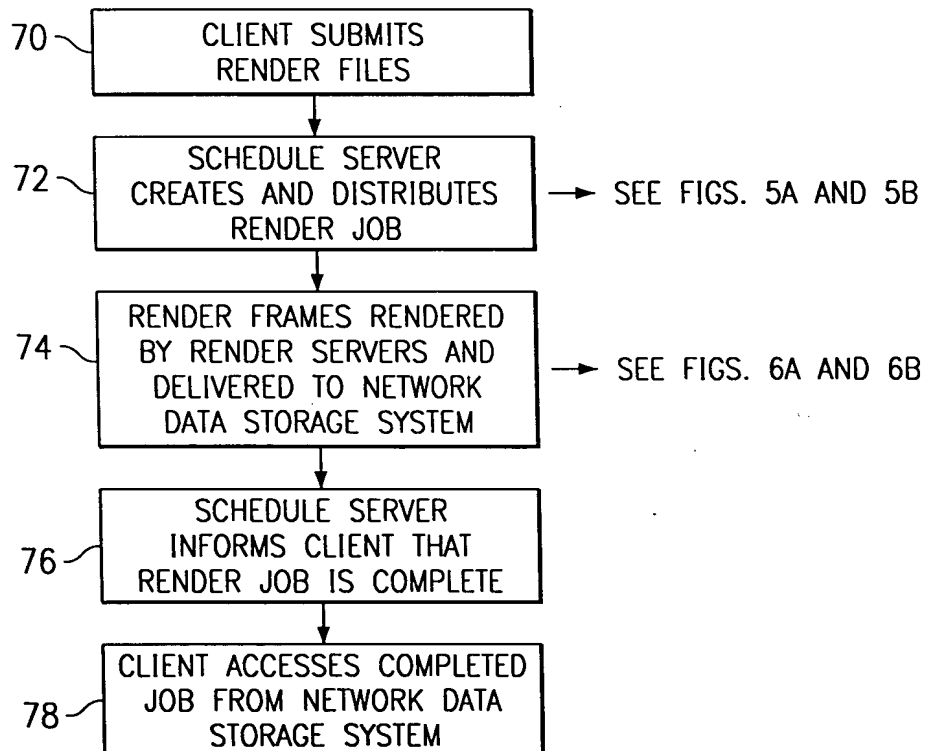 70
CLIENT SUBMITS
RENDER FILES
72
SCHEDULE SERVER
CREATES AND DISTRIBUTES
RENDER JOB
SEE FIGS. 5A AND 5B
74
RENDER FRAMES RENDERED
BY RENDER SERVERS AND
DELIVERED TO NETWORK
DATA STORAGE SYSTEM
SEE FIGS. 6A AND 6B
76
SCHEDULE SERVER
INFORMS CLIENT THAT
RENDER JOB IS COMPLETE
78
CLIENT ACCESSES COMPLETED
JOB FROM NETWORK DATA
STORAGE SYSTEM